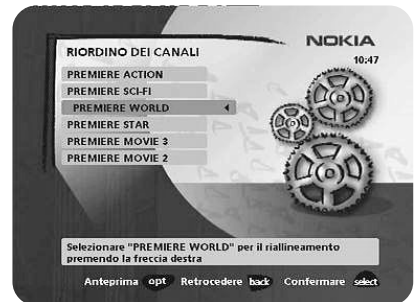 NOKIA
RIORDINO DEI CANALI
10:47
PREMIERE ACTION
PREMIERE SCI-FI
PREMIERE WORLD
PREMIERE STAR
PREMIERE MOVIE 3
PREMIERE MOVIE 2
Selezionare "PREMIERE WORLD" per il riallineamento
premendo la freccia destra
Anteprima opt Retrocedere back Confermare select